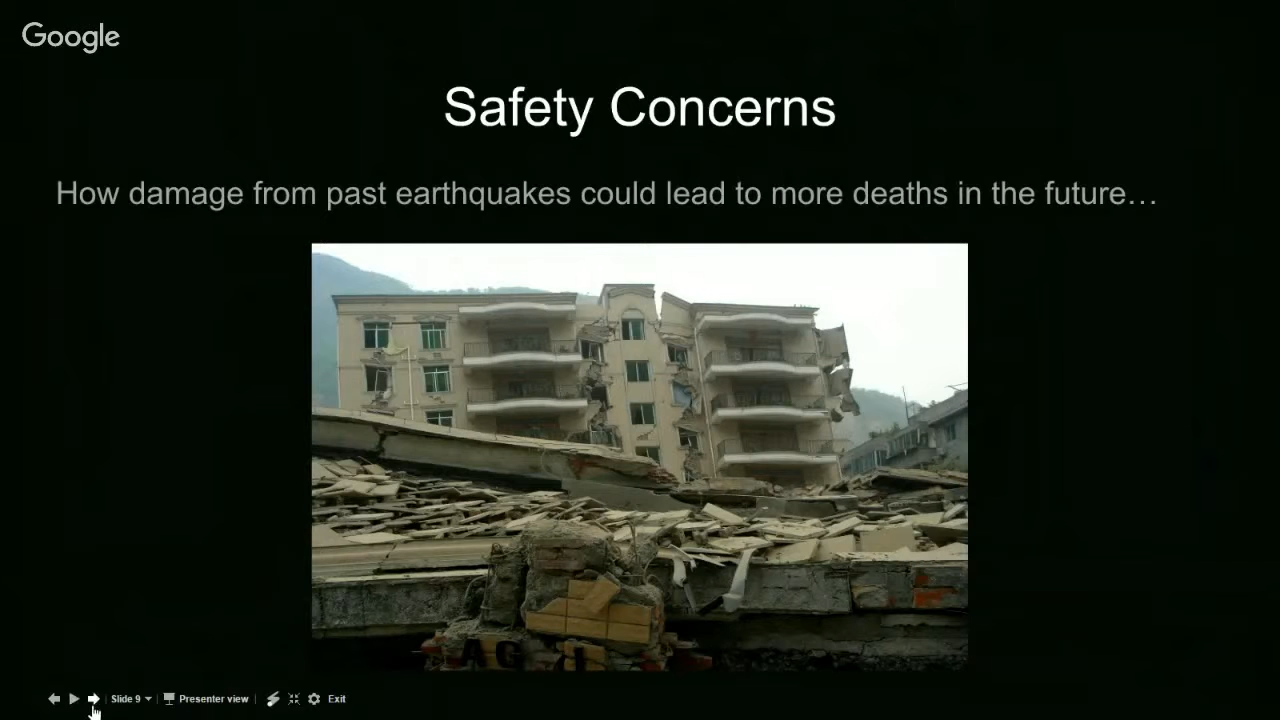 Google
Safety Concerns
How damage from past earthquakes could lead to more deaths in the future…
AG
Slide 9
Presenter view
Exit